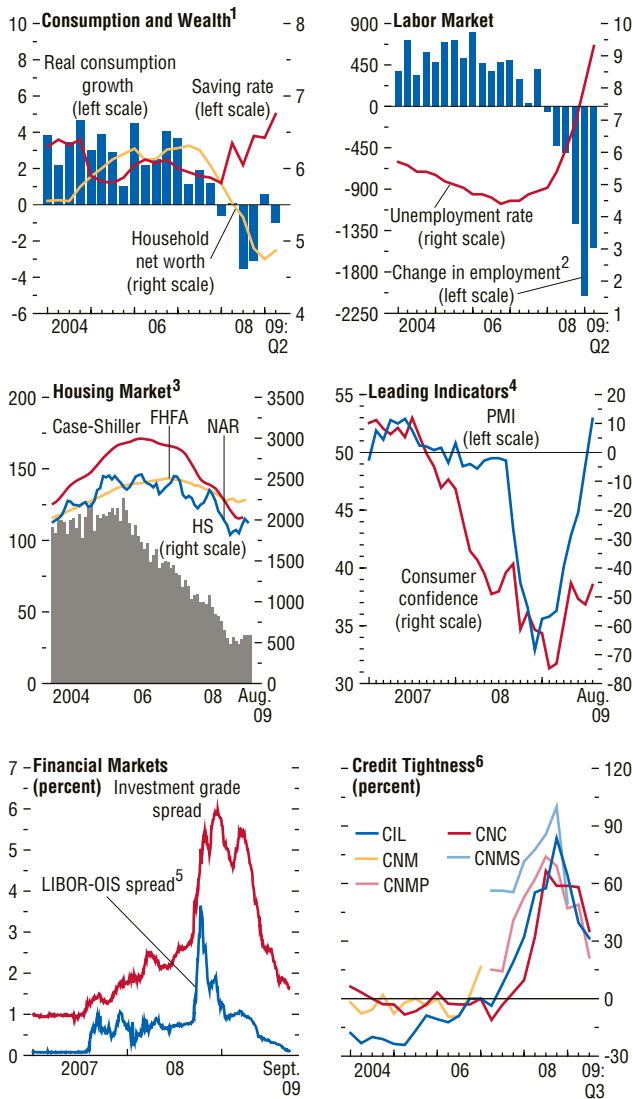 Consumption and Wealth1
10
8
6
4
2
0
-2
-4
-6
8
7
6
5
4
Real consumption
growth
(left scale)
Saving rate
(left scale)
Household
net worth
(right scale)
2004
06
08
09:
Q2
Labor Market
900
450
0
-450
-900
-1350
-1800
-2250
10
9
8
7
6
5
4
3
2
1
Unemployment rate
(right scale)
Change in employment2
(left scale)
2004
06
08
09:
Q2
Housing Market3
200
150
100
50
0
3500
3000
2500
2000
1500
1000
500
0
Case-Shiller
FHFA
NAR
HS
(right scale)
2004
06
08
Aug.
09
Leading Indicators4
55
50
45
40
35
30
20
10
0
-10
-20
-30
-40
-50
-60
-70
-80
PMI
(left scale)
Consumer
confidence
(right scale)
2007
08
Aug.
09
Financial Markets
(percent)
7
6
5
4
3
2
1
0
Investment grade
spread
LIBOR-OIS spread5
2007
08
Sept.
09
Credit Tightness6
(percent)
120
90
60
30
0
-30
CIL
CNC
CNM
CNMS
CNMP
2004
06
08
09:
Q3